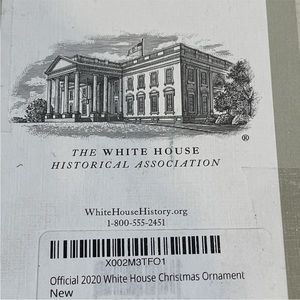 ®
THE WHITE HOUSE
HISTORICAL ASSOCIATION
WhiteHouseHistory.org
1-800-555-2451
X002M3TFO1
Official 2020 White House Christmas Ornament
New